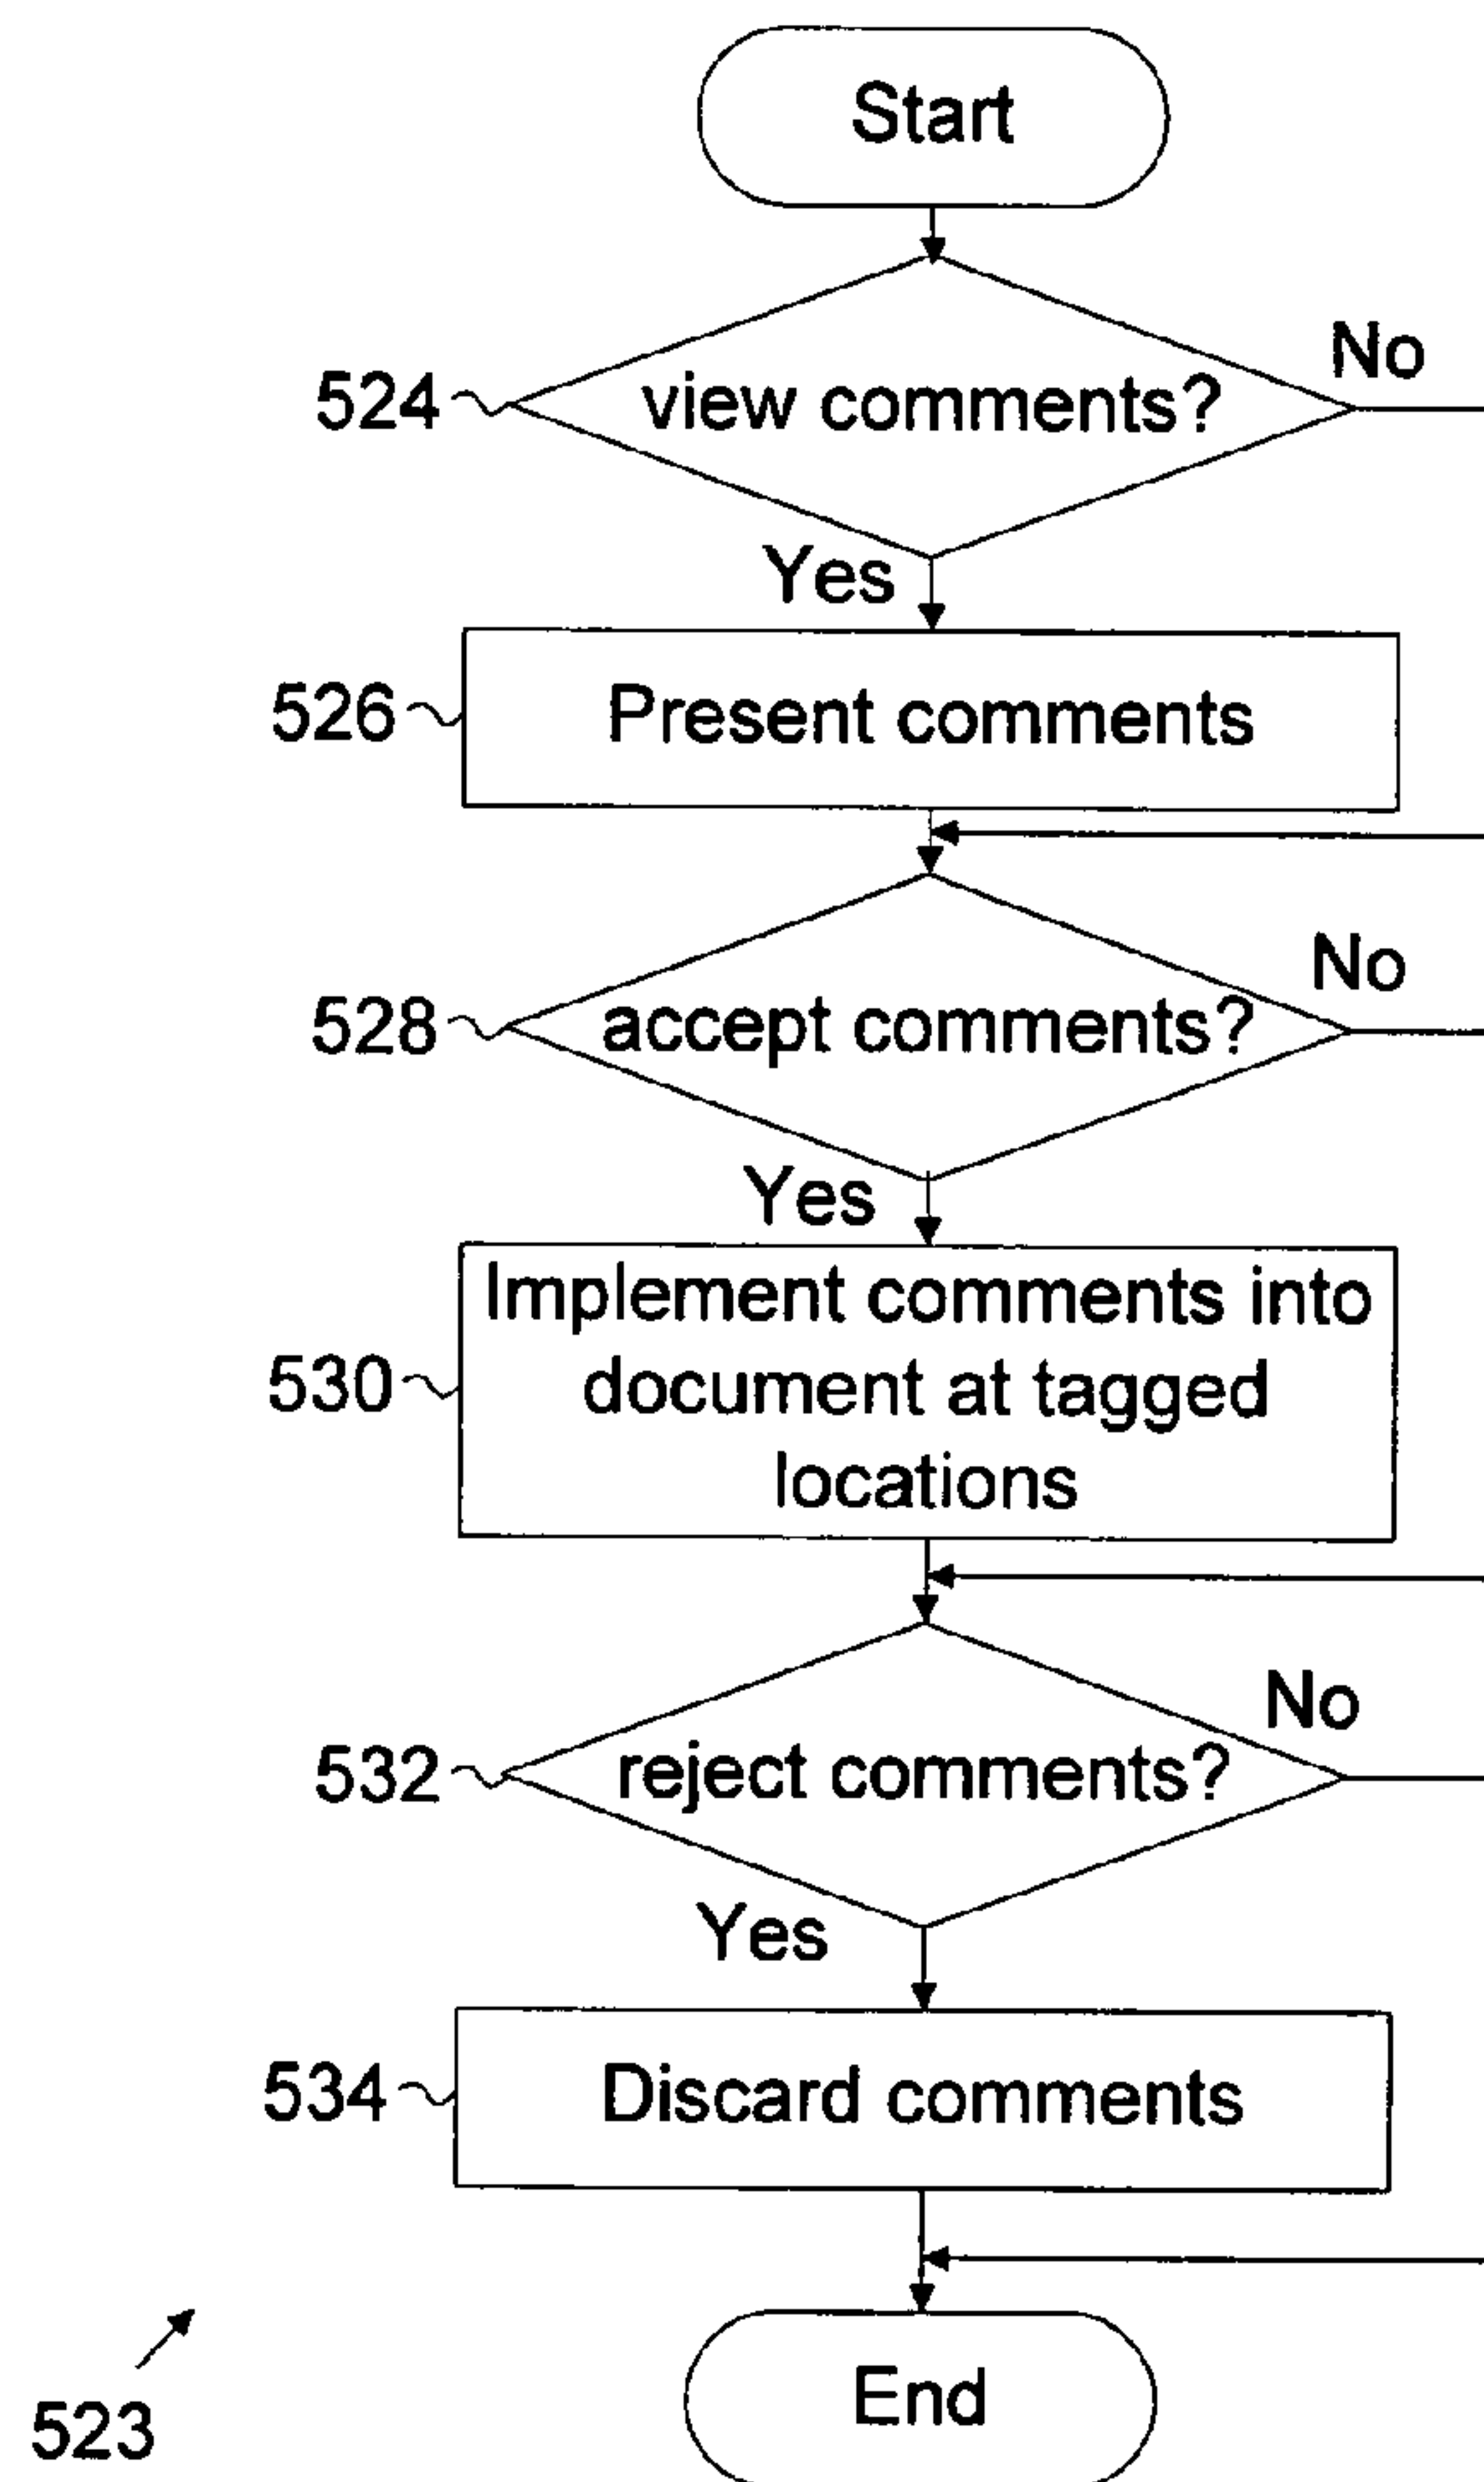 Start
No
524
view comments?
Yes
526
Present comments
No
528
accept comments?
Yes
Implement comments into
530
document at tagged
locations
No
532
reject comments?
Yes
534
Discard comments
End
523